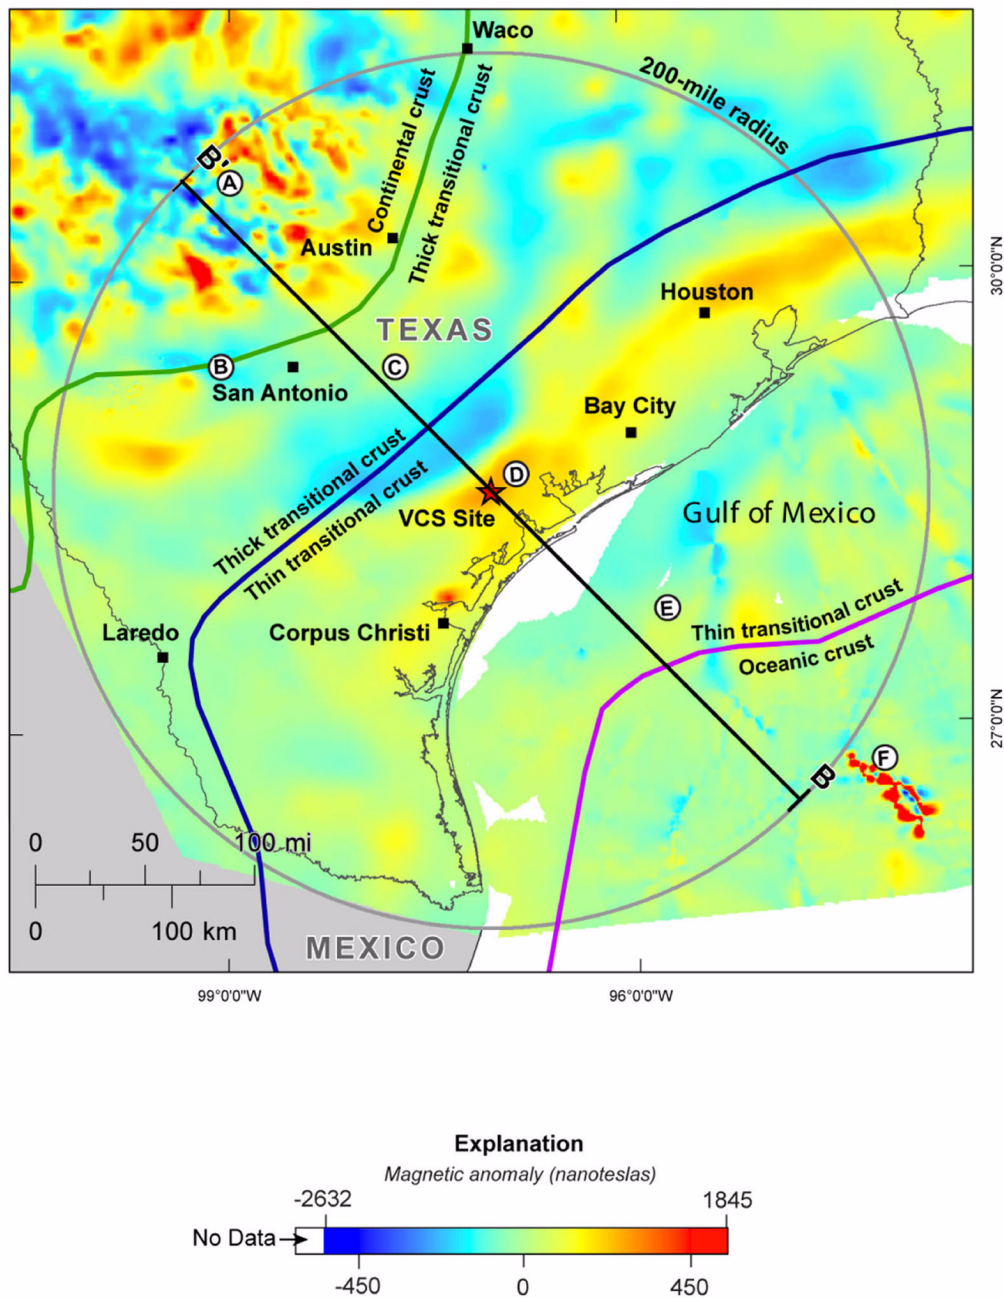 Waco
200-mile radius
Continental crust
Thick transitional crust
B'
A
Austin
30°0'0"N
Houston
TEXAS
B
C
San Antonio
Bay City
Thick transitional crust
Thin transitional crust
D
VCS Site
Gulf of Mexico
E
Thin transitional crust
Oceanic crust
Laredo
Corpus Christi
27°0'0"N
F
B
0 50 100 mi
0 100 km
MEXICO
99°0'0"W 96°0'0"W
Explanation
Magnetic anomaly (nanoteslas)
-2632 1845
No Data
-450 0 450